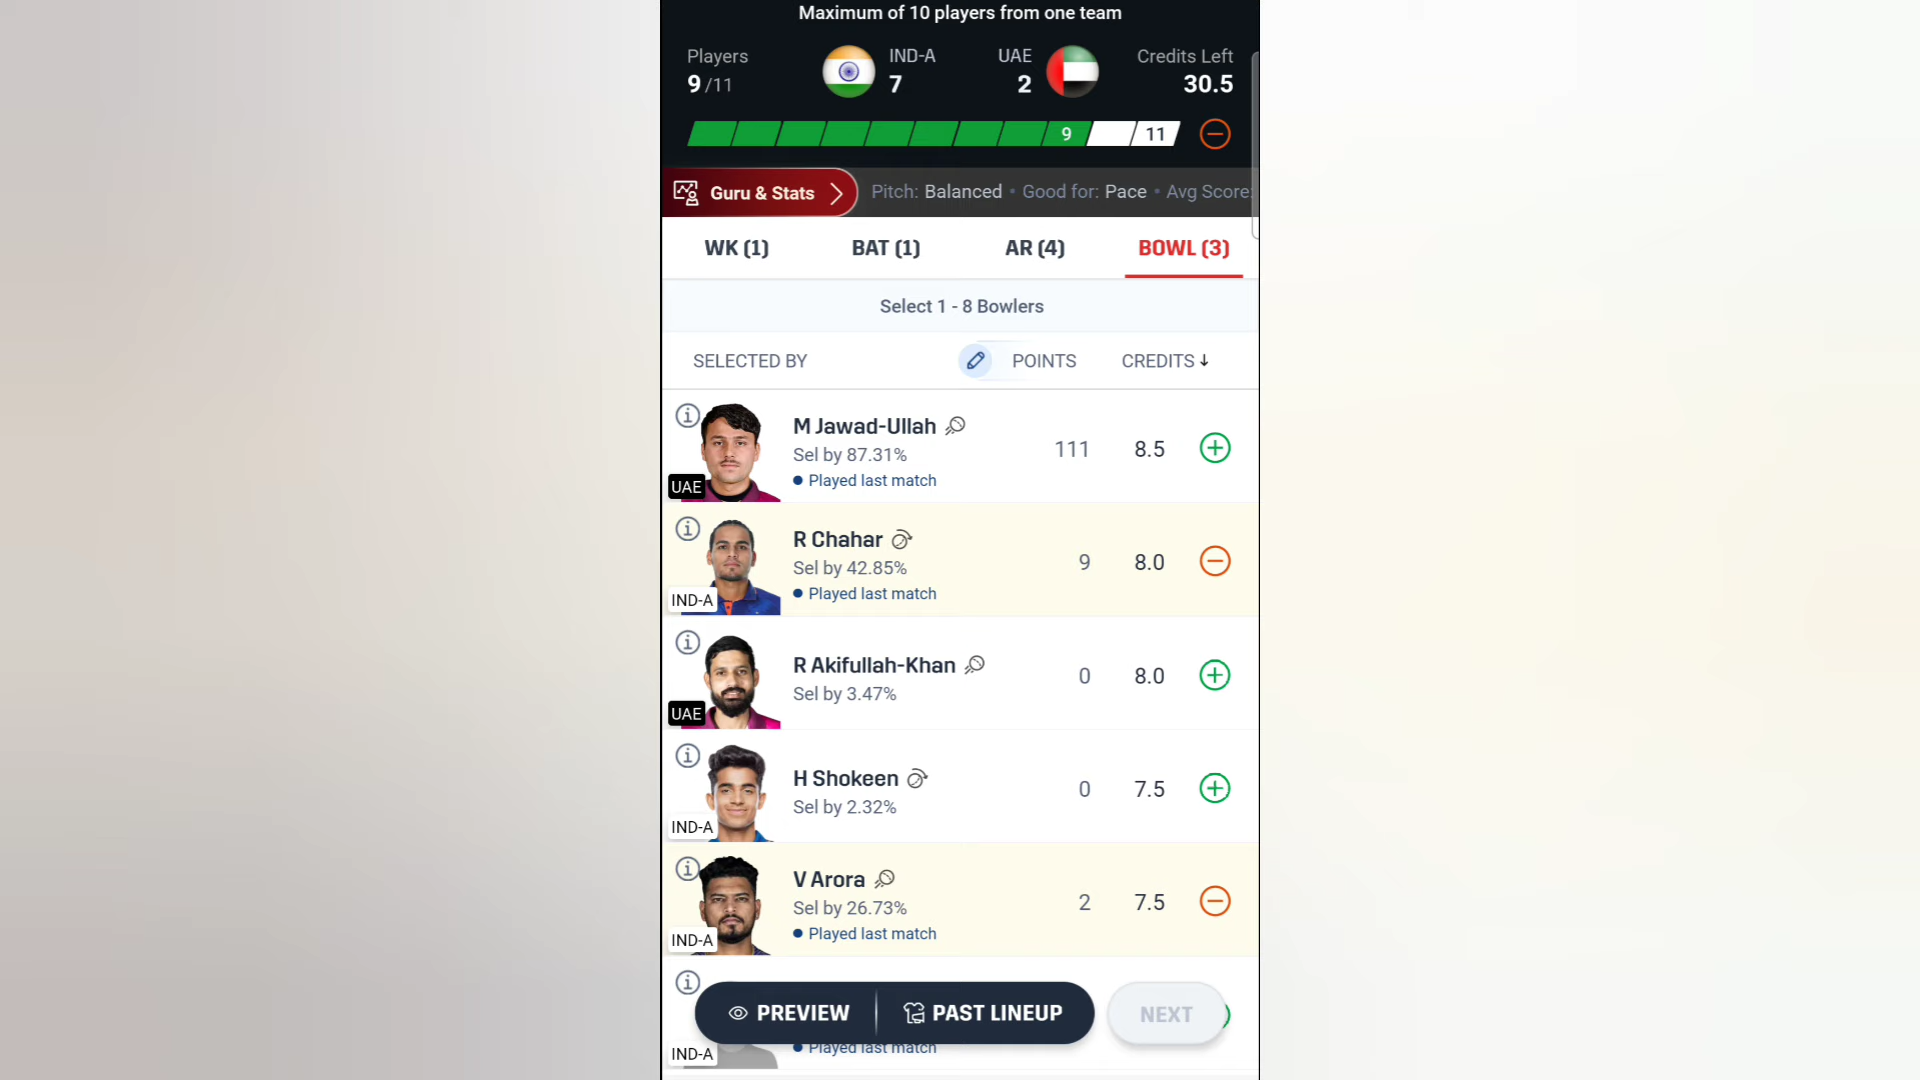 Maximum of 10 players from one team
Players IND-A UAE Credits Left
9/11 7 2 30.5
9 11
Guru & Stats Pitch: Balanced • Good for: Pace • Avg Score:
WK (1) BAT (1) AR (4) BOWL (3)
Select 1 - 8 Bowlers
SELECTED BY POINTS CREDITS ↓
M Jawad-Ullah
Sel by 87.31% 111 8.5
Played last match
UAE
R Chahar
Sel by 42.85% 9 8.0
Played last match
IND-A
R Akifullah-Khan 0 8.0
Sel by 3.47%
UAE
H Shokeen 0 7.5
Sel by 2.32%
IND-A
V Arora
Sel by 26.73% 2 7.5
Played last match
IND-A
PREVIEW PAST LINEUP NEXT
Played last match
IND-A